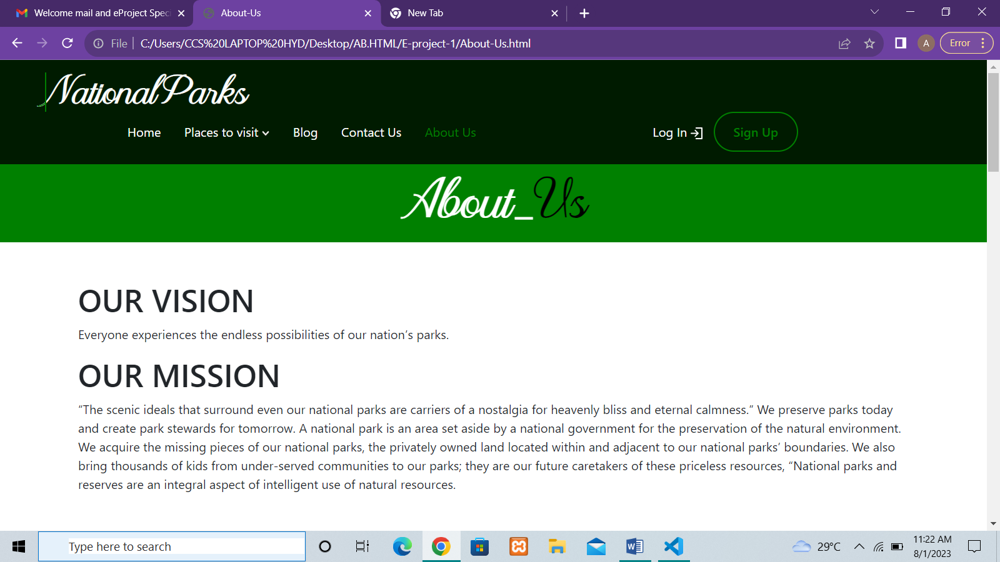 Welcome mail and eProject Speci
About-Us
New Tab
File
C:/Users/CCS%20LAPTOP%20HYD/Desktop/AB.HTML/E-project-1/About-Us.html
A
Error
NationalParks
Home
Places to visit
Blog
Contact Us
About Us
Log In
Sign Up
About_Us
OUR VISION
Everyone experiences the endless possibilities of our nation’s parks.
OUR MISSION
“The scenic ideals that surround even our national parks are carriers of a nostalgia for heavenly bliss and eternal calmness.” We preserve parks today
and create park stewards for tomorrow. A national park is an area set aside by a national government for the preservation of the natural environment.
We acquire the missing pieces of our national parks, the privately owned land located within and adjacent to our national parks’ boundaries. We also
bring thousands of kids from under-served communities to our parks; they are our future caretakers of these priceless resources, “National parks and
reserves are an integral aspect of intelligent use of natural resources.
Type here to search
29°C
11:22 AM
8/1/2023